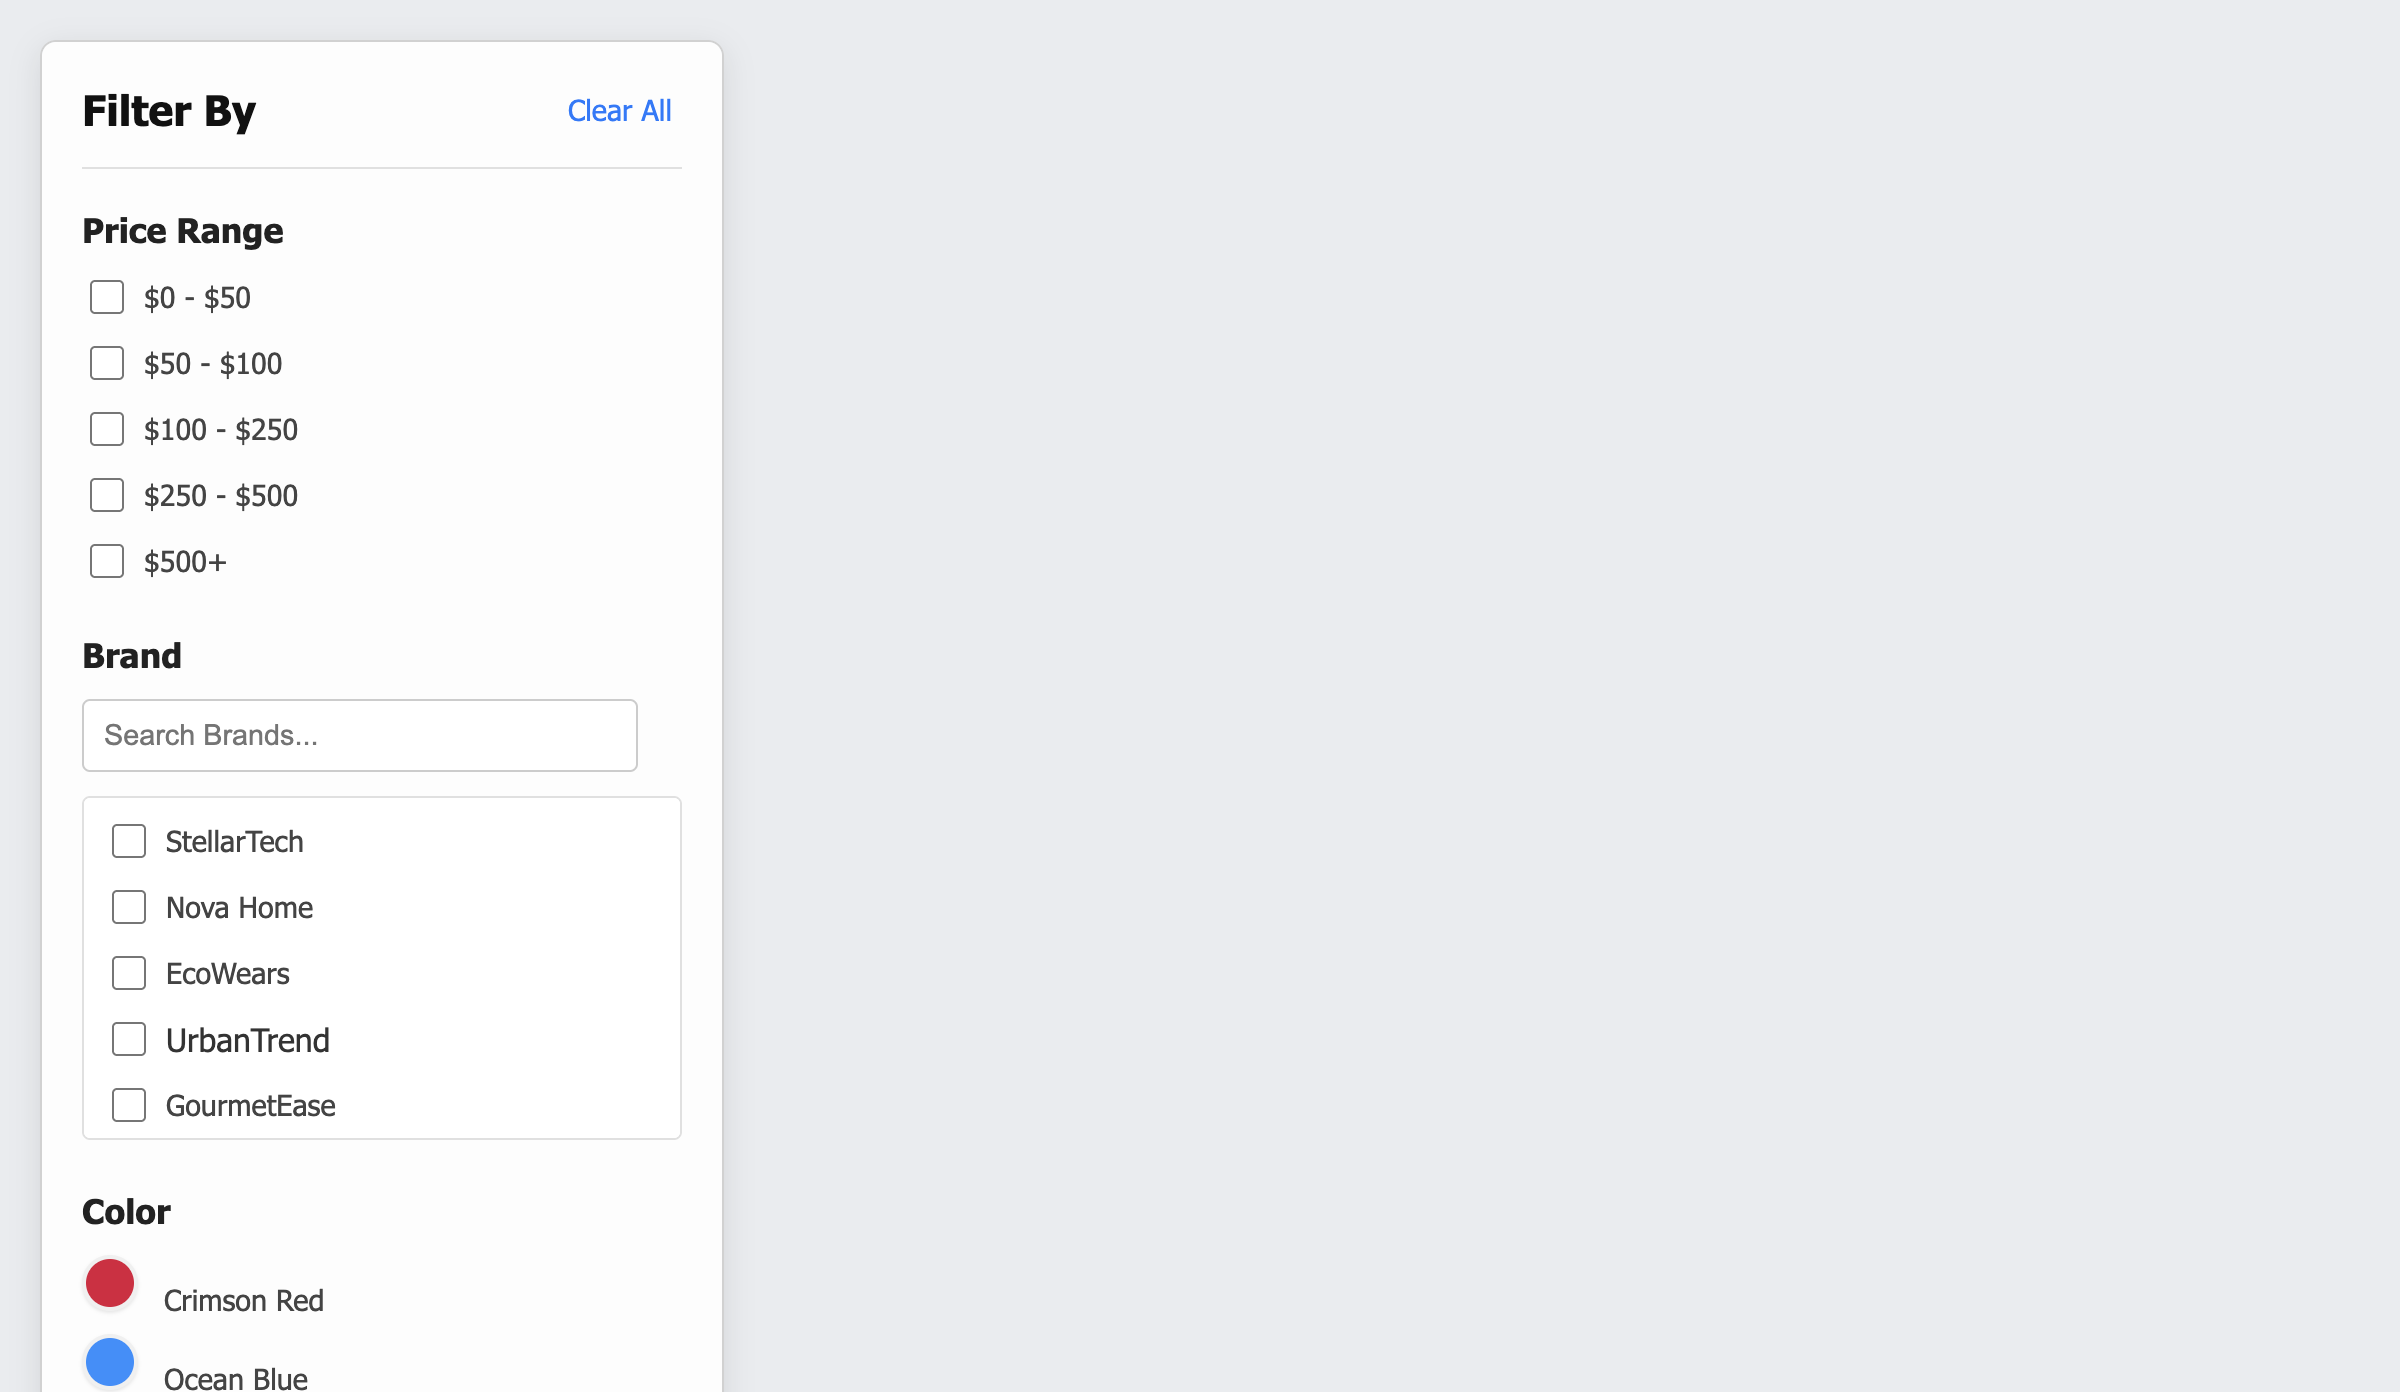 Filter By
Clear All
Price Range
$0 - $50
$50 - $100
$100 - $250
$250 - $500
$500+
Brand
Search Brands...
StellarTech
Nova Home
EcoWears
UrbanTrend
GourmetEase
Color
Crimson Red
Ocean Blue